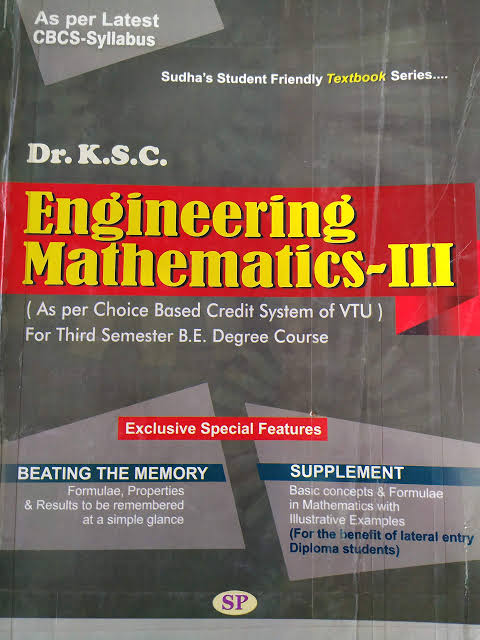 As per Latest
CBCS-Syllabus
Sudha's Student Friendly Textbook Series....
Dr. K.S.C.
Engineering
Mathematics-III
( As per Choice Based Credit System of VTU )
For Third Semester B.E. Degree Course
Exclusive Special Features
BEATING THE MEMORY
Formulae, Properties
& Results to be remembered
at a simple glance
SUPPLEMENT
Basic concepts & Formulae
in Mathematics with
Illustrative Examples
(For the benefit of lateral entry
Diploma students)
SP